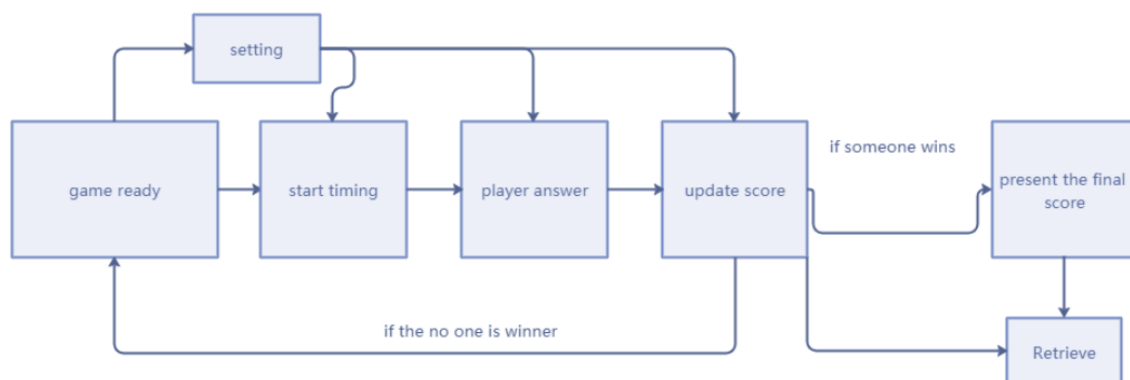 setting
if someone wins
game ready
start timing
player answer
update score
present the final
score
if the no one is winner
Retrieve